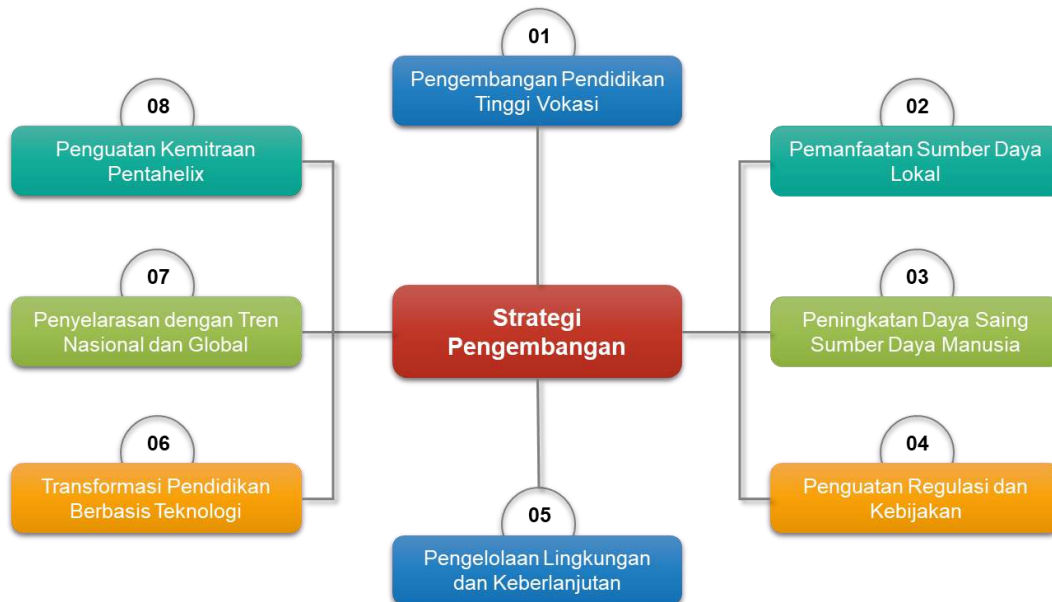 01
Pengembangan Pendidikan
Tinggi Vokasi
02
Pemanfaatan Sumber Daya
Lokal
03
Peningkatan Daya Saing
Sumber Daya Manusia
04
Penguatan Regulasi dan
Kebijakan
05
Pengelolaan Lingkungan
dan Keberlanjutan
06
Transformasi Pendidikan
Berbasis Teknologi
07
Penyelarasan dengan Tren
Nasional dan Global
08
Penguatan Kemitraan
Pentahelix
Strategi
Pengembangan